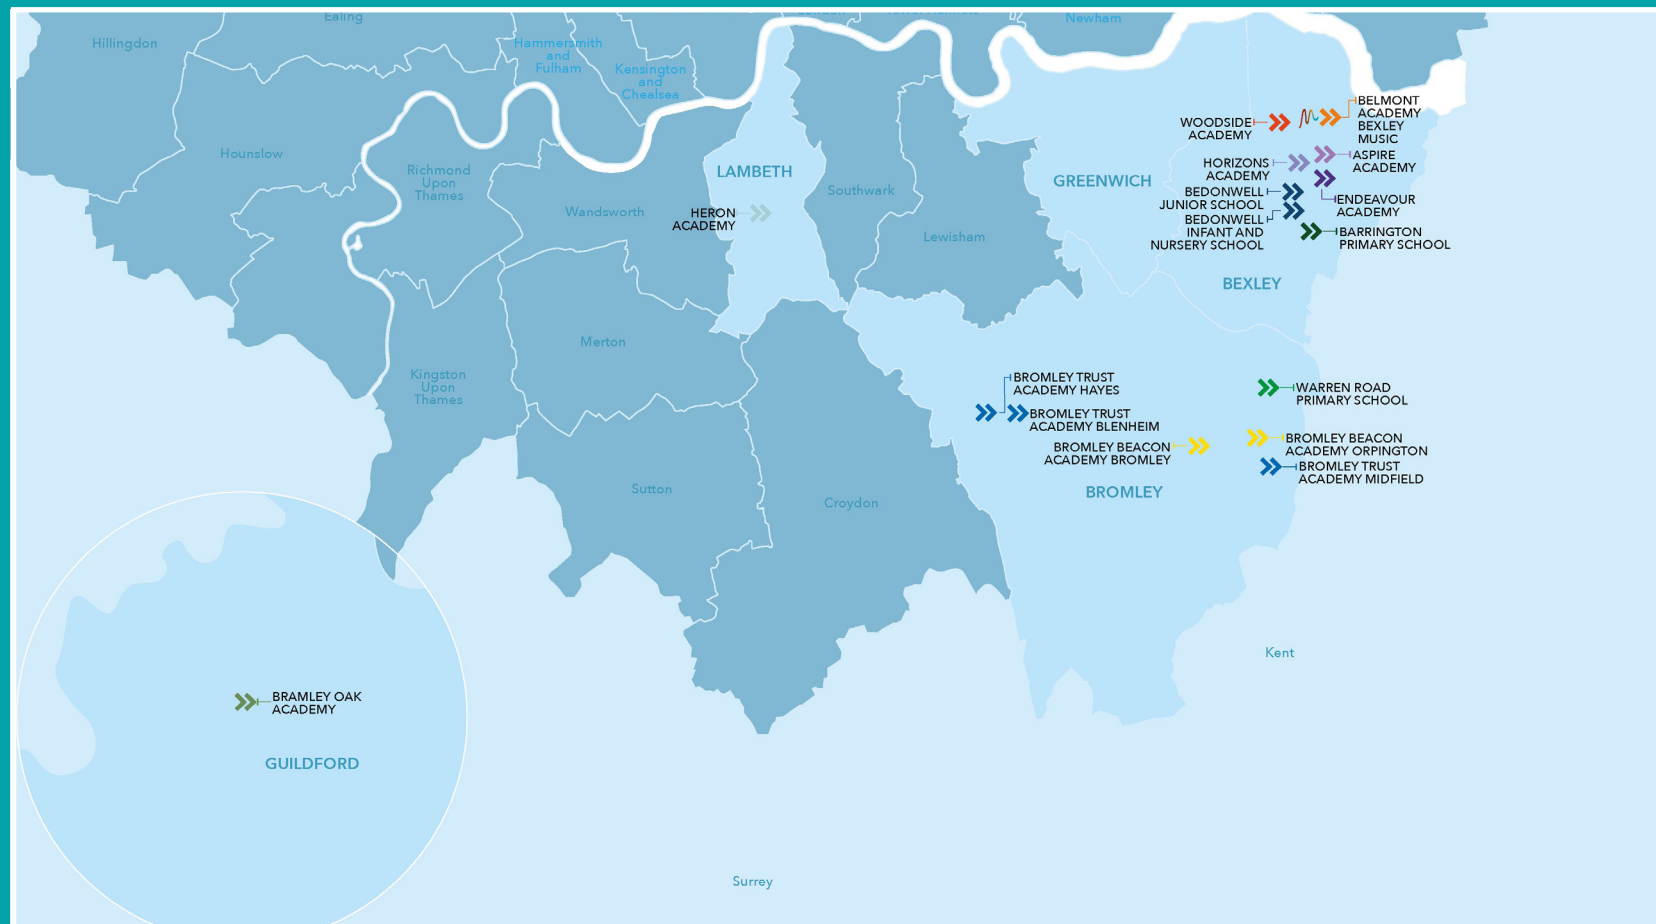 Ealing
Newham
Hillingdon
Hammersmith
and
Fulham
Kensington
and
Chealsea
BELMONT
ACADEMY
BEXLEY
MUSIC
WOODSIDE
ACADEMY
Hounslow
Richmond
Upon
Thames
LAMBETH
GREENWICH
HORIZONS
ACADEMY
ASPIRE
ACADEMY
Southwark
BEDONWELL
JUNIOR SCHOOL
ENDEAVOUR
ACADEMY
Wandsworth
HERON
ACADEMY
BEDONWELL
INFANT AND
NURSERY SCHOOL
BARRINGTON
PRIMARY SCHOOL
Lewisham
BEXLEY
Merton
Kingston
Upon
Thames
BROMLEY TRUST
ACADEMY HAYES
WARREN ROAD
PRIMARY SCHOOL
BROMLEY TRUST
ACADEMY BLENHEIM
BROMLEY BEACON
ACADEMY BROMLEY
BROMLEY BEACON
ACADEMY ORPINGTON
BROMLEY TRUST
ACADEMY MIDFIELD
Sutton
Croydon
BROMLEY
Kent
BRAMLEY OAK
ACADEMY
GUILDFORD
Surrey